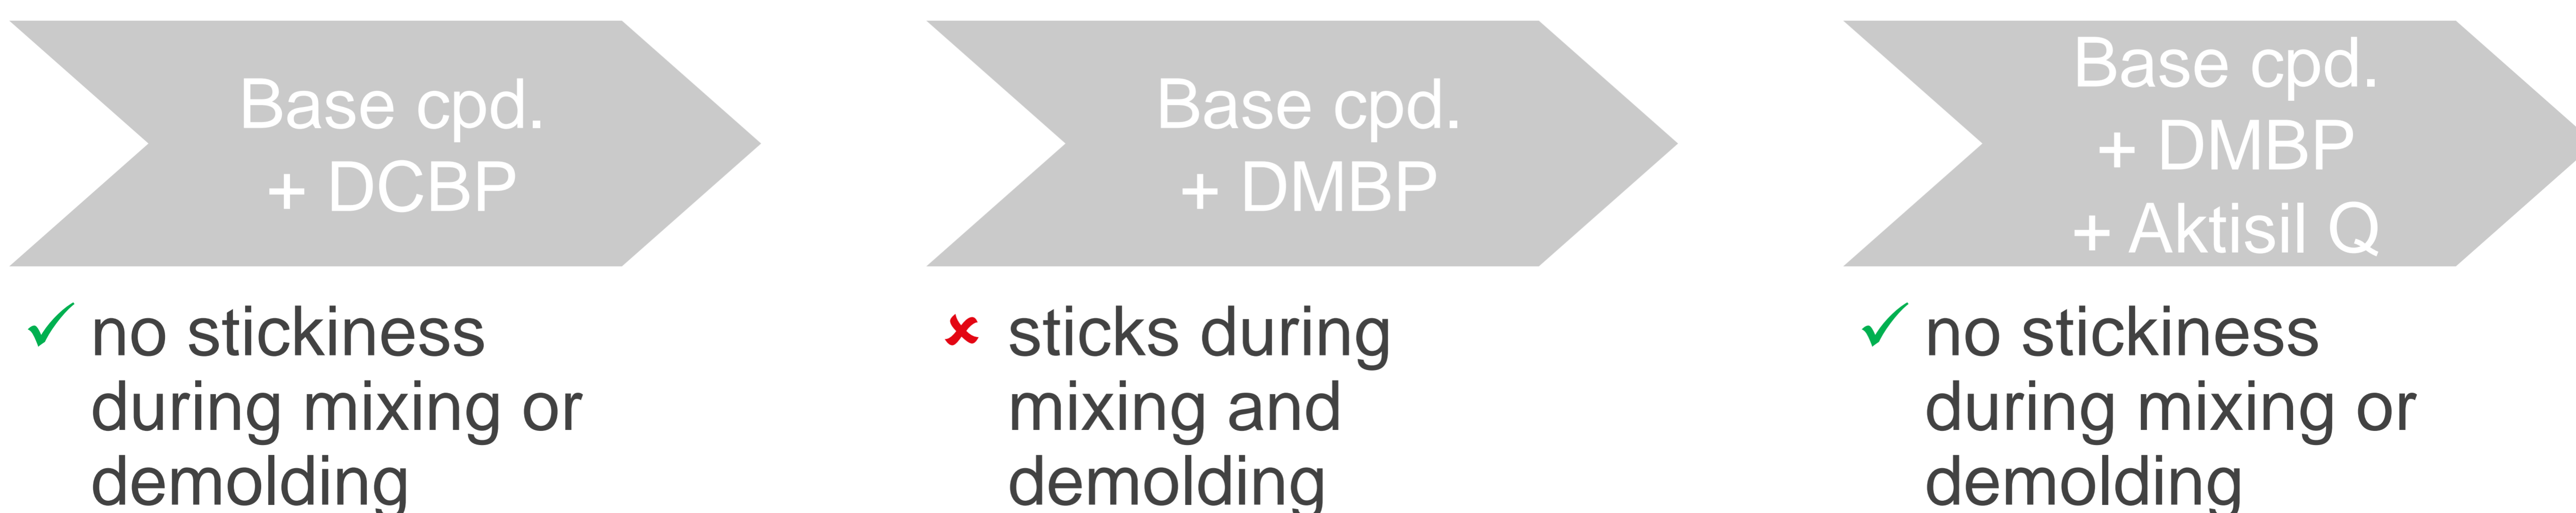 Base cpd.
+ DCBP
✓ no stickiness
during mixing or
demolding
Base cpd.
+ DMBP
✘ sticks during
mixing and
demolding
Base cpd.
+ DMBP
+ Aktisil Q
✓ no stickiness
during mixing or
demolding